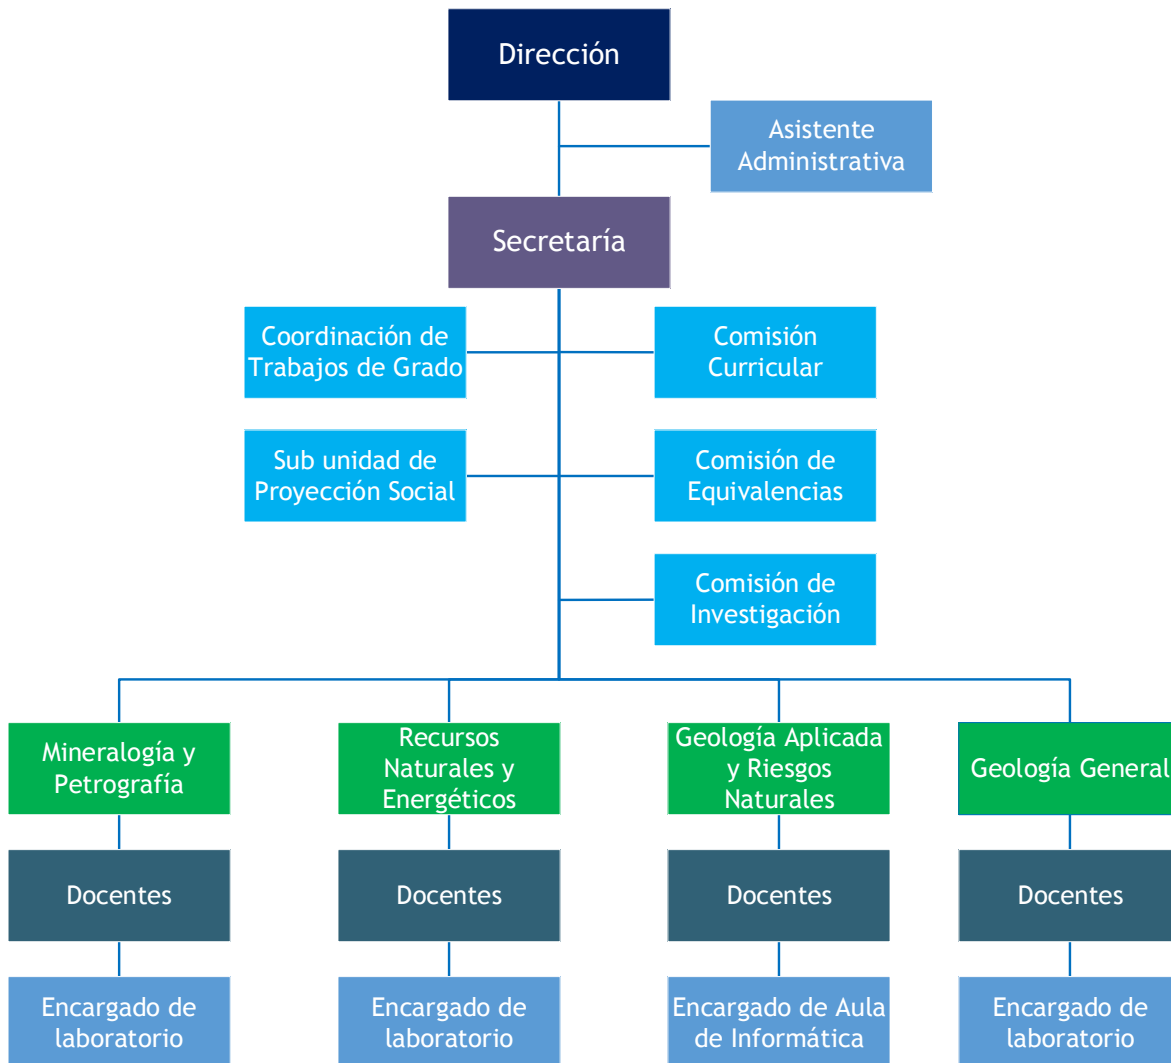 Dirección
Asistente
Administrativa
Secretaría
Coordinación de
Trabajos de Grado
Comisión
Curricular
Sub unidad de
Proyección Social
Comisión de
Equivalencias
Comisión de
Investigación
Mineralogía y
Petrografía
Recursos
Naturales y
Energéticos
Geología Aplicada
y Riesgos
Naturales
Geología General
Docentes
Docentes
Docentes
Docentes
Encargado de
laboratorio
Encargado de
laboratorio
Encargado de Aula
de Informática
Encargado de
laboratorio